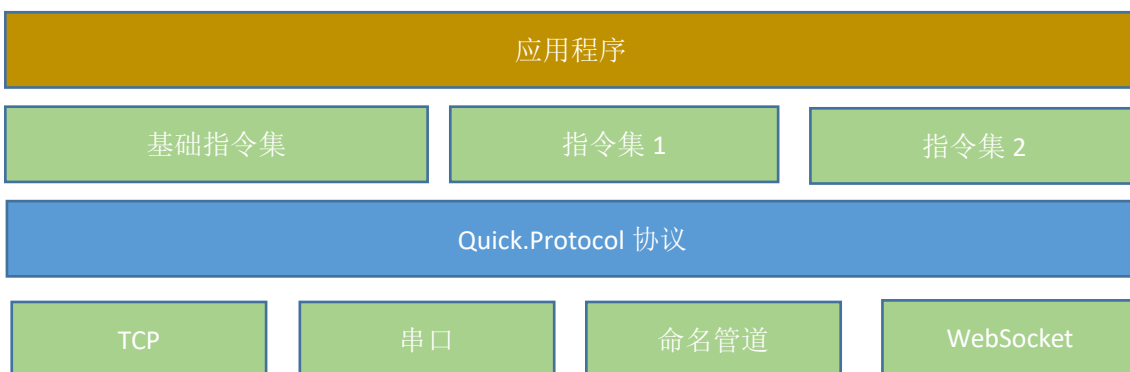 应用程序
基础指令集
指令集 1
指令集 2
Quick.Protocol 协议
TCP
串口
命名管道
WebSocket